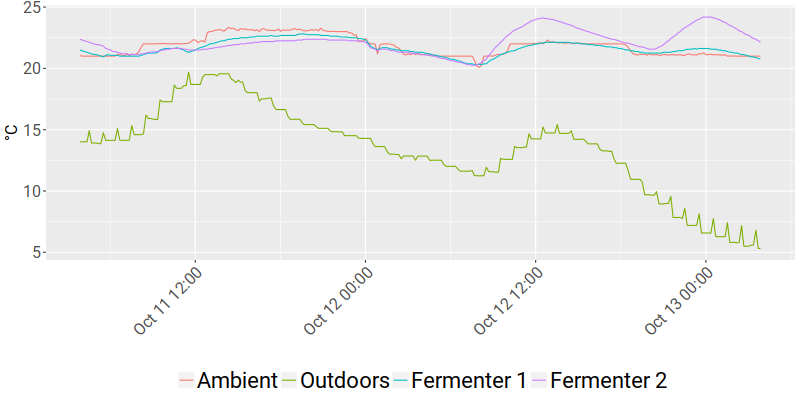 25
20
15
10
5
°C
Oct 11 12:00
Oct 12 00:00
Oct 12 12:00
Oct 13 00:00
Ambient Outdoors Fermenter 1 Fermenter 2